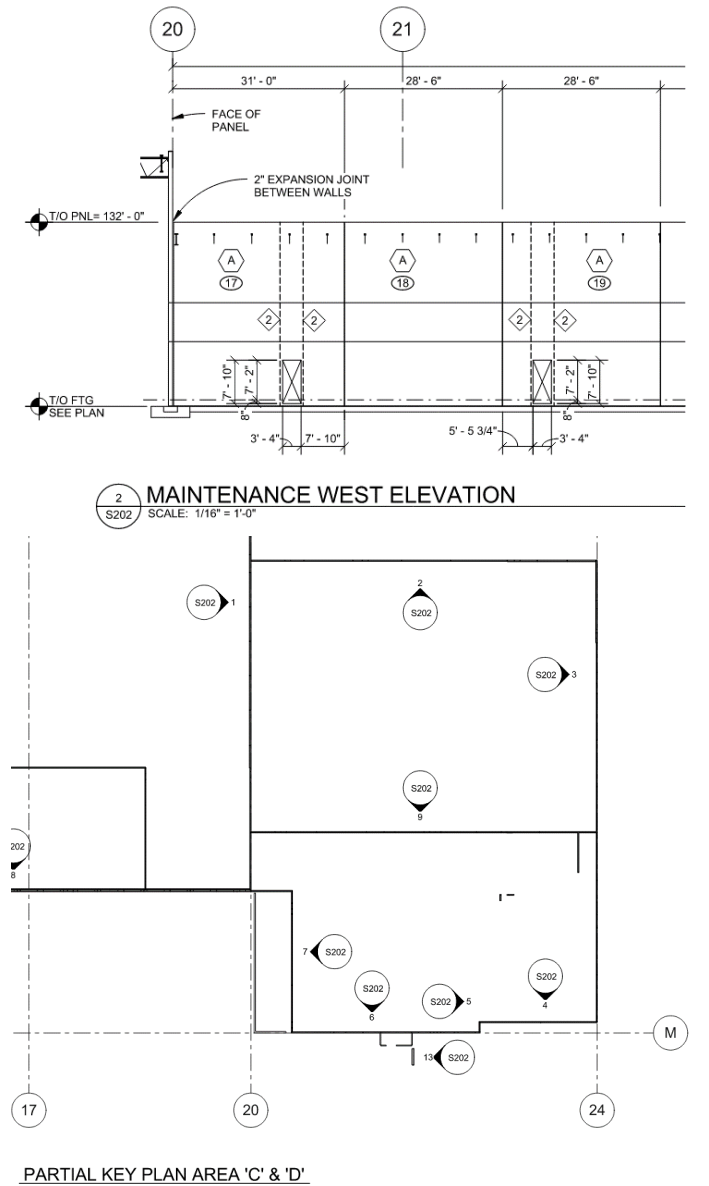 20
21
31' - 0"
28' - 6"
28' - 6"
FACE OF
PANEL
2" EXPANSION JOINT
BETWEEN WALLS
T/O PNL= 132' - 0"
A
A
A
17
18
19
2
2
2
2
7' - 10"
7' - 2"
7' - 2"
7' - 10"
T/O FTG
SEE PLAN
8"
8"
3' - 4"
7' - 10"
5' - 5 3/4"
3' - 4"
2
S202
MAINTENANCE WEST ELEVATION
SCALE: 1/16" = 1'-0"
S202
1
2
S202
S202
3
S202
9
202
8
7
S202
S202
6
S202
5
S202
4
13
S202
M
17
20
24
PARTIAL KEY PLAN AREA 'C' & 'D'